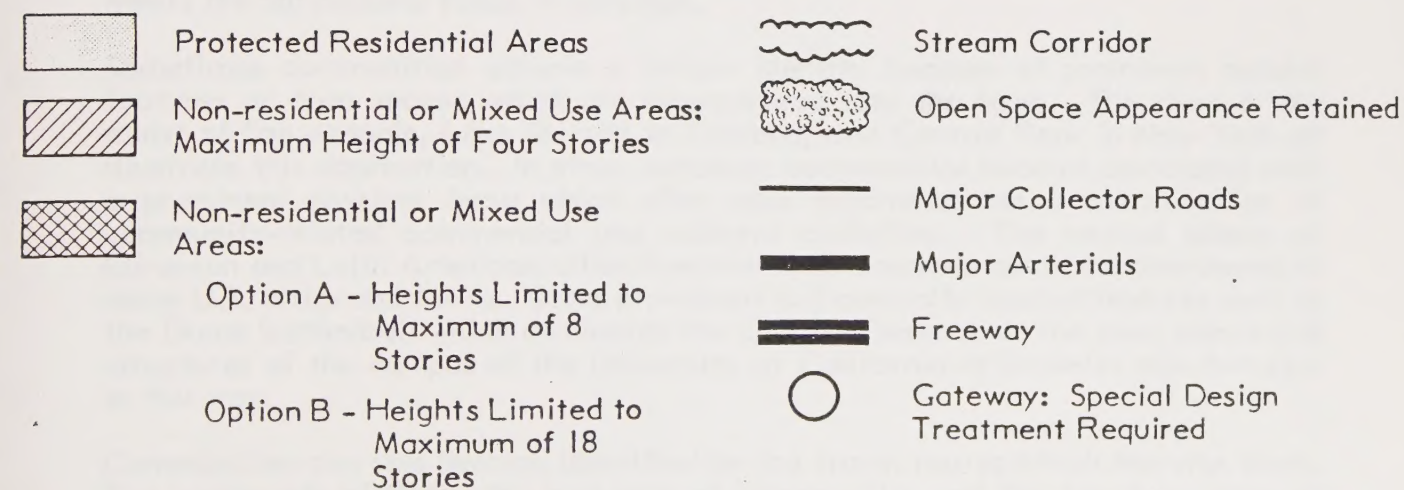 Protected Residential Areas
Non-residential or Mixed Use Areas:
Maximum Height of Four Stories
Non-residential or Mixed Use
Areas:
Option A - Heights Limited to
Maximum of 8
Stories
Option B - Heights Limited to
Maximum of 18
Stories
Stream Corridor
Open Space Appearance Retained
Major Collector Roads
Major Arterials
Freeway
Gateway: Special Design
Treatment Required